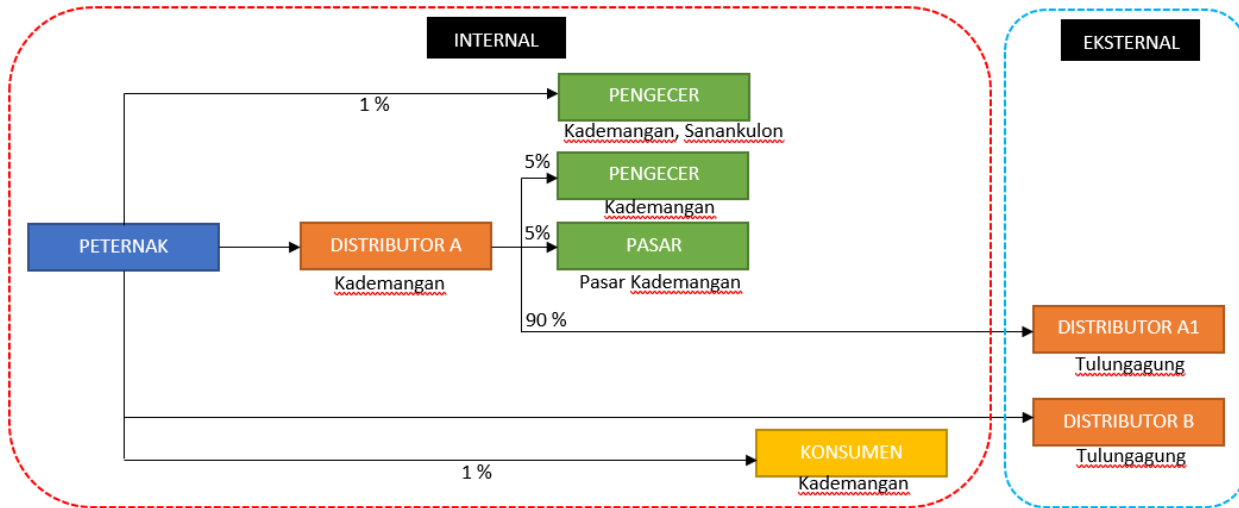 INTERNAL
EKSTERNAL
PENGECER
1 %
Kademangan, Sanankulon
5%
PENGECER
Kademangan
PETERNAK
DISTRIBUTOR A
5%
PASAR
Kademangan
Pasar Kademangan
90 %
DISTRIBUTOR A1
Tulungagung
DISTRIBUTOR B
Tulungagung
KONSUMEN
1 %
Kademangan